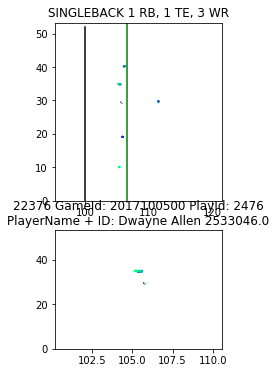 SINGLEBACK 1 RB, 1 TE, 3 WR
50
40
30
20
10
0
100 110 120
22376 GameId: 2017100500 PlayId: 2476
PlayerName + ID: Dwayne Allen 2533046.0
40
20
0
102.5 105.0 107.5 110.0